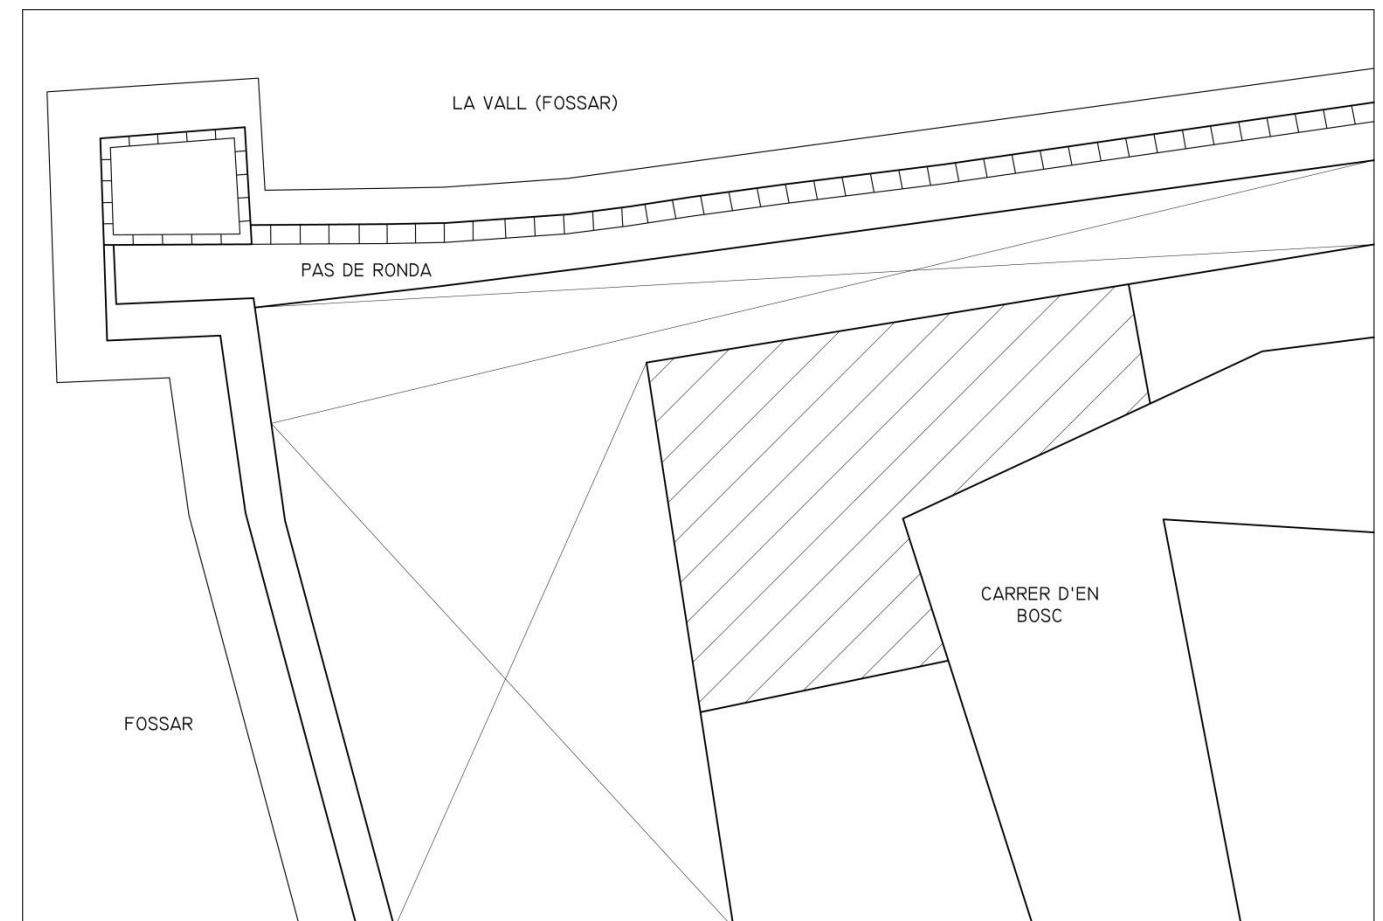 LA VALL (FOSSAR)
PAS DE RONDA
CARRER D'EN
BOSC
FOSSAR